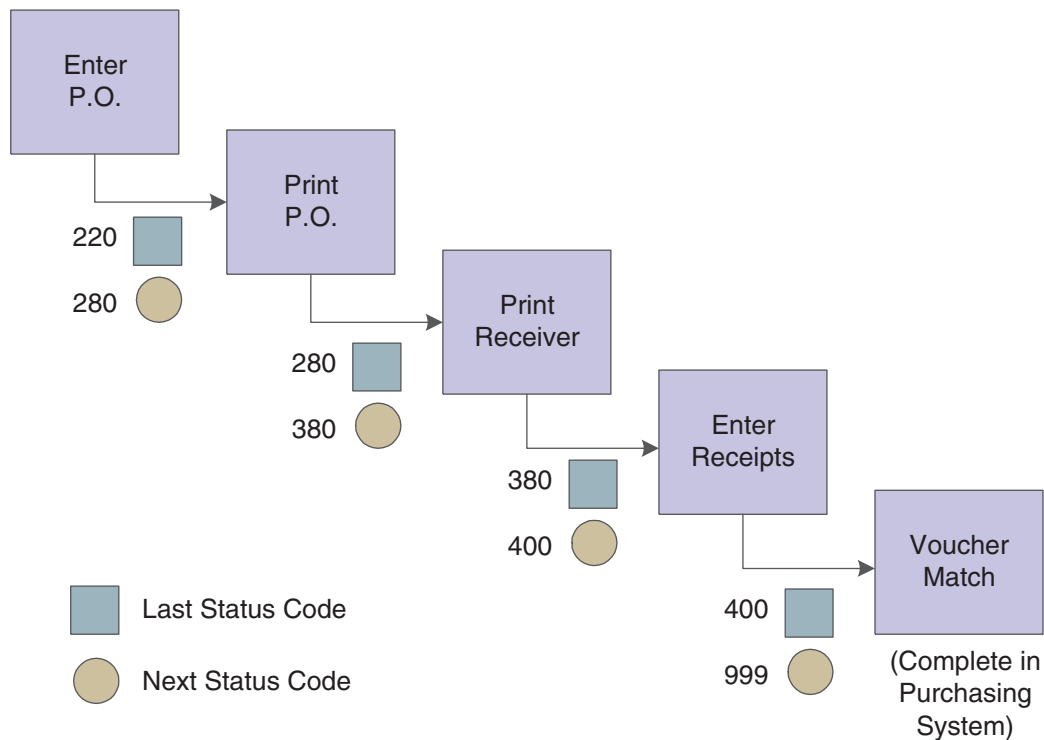 Enter
P.O.
Print
P.O.
220
280
Print
Receiver
280
380
Enter
Receipts
380
400
Voucher
Match
400
999
(Complete in
Purchasing
System)
Last Status Code
Next Status Code